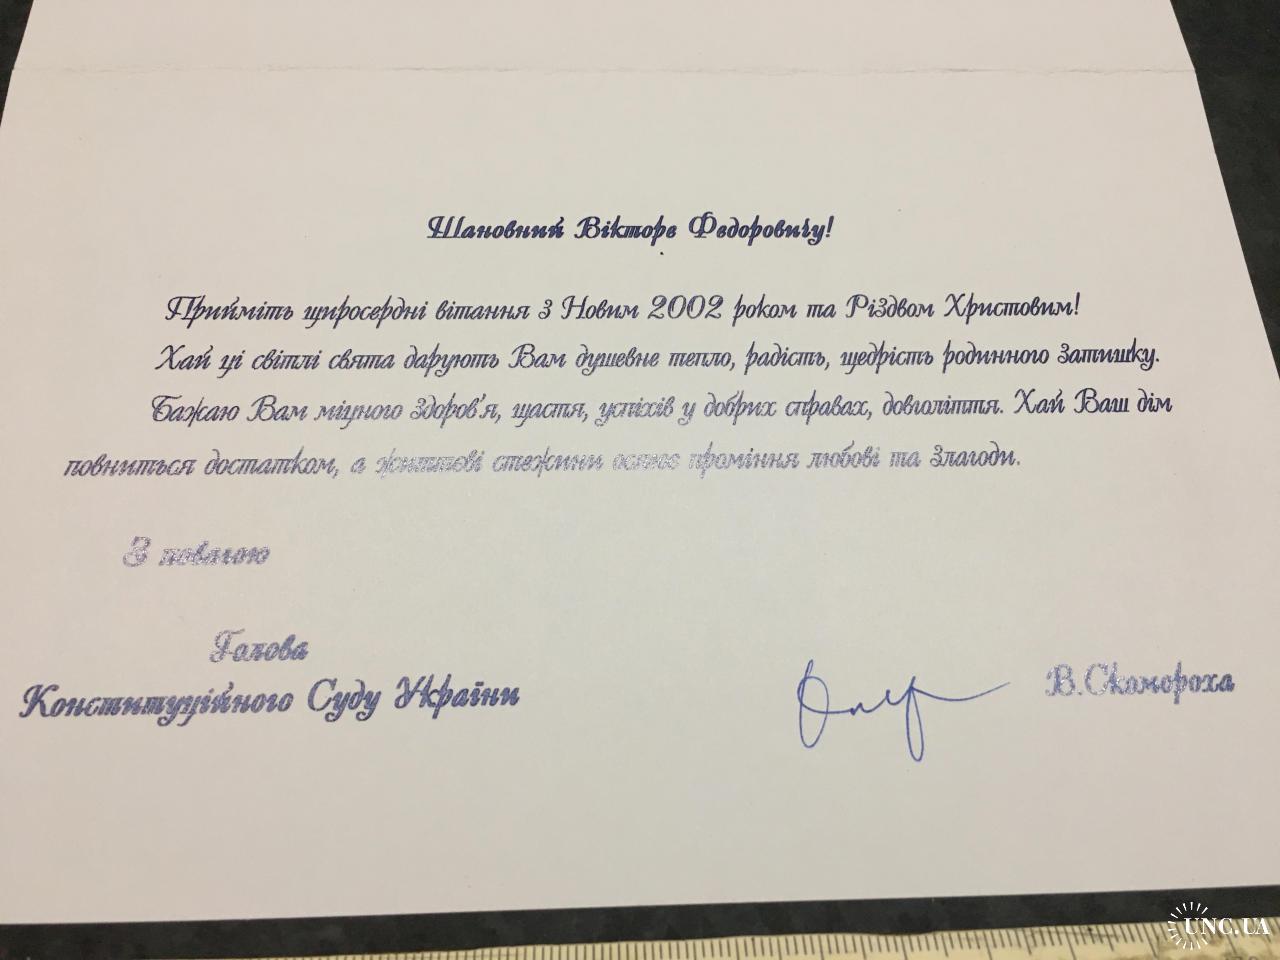 Шановний Вікторе Федоровичу!
Прийміть щиросердні вітання з Новим 2002 роком та Різдвом Христовим!
Хай ці світлі свята дарують Вам душевне тепло, радість, щедрість родинного затишку.
Бажаю Вам міцного здоров'я, щастя, успіхів у добрих справах, довголіття. Хай Ваш дім
повниться достатком, а життєві стежини осяює проміння любові та злагоди.
З повагою
Голова
Конституційного Суду України
В.Скомороха
UNC.UA